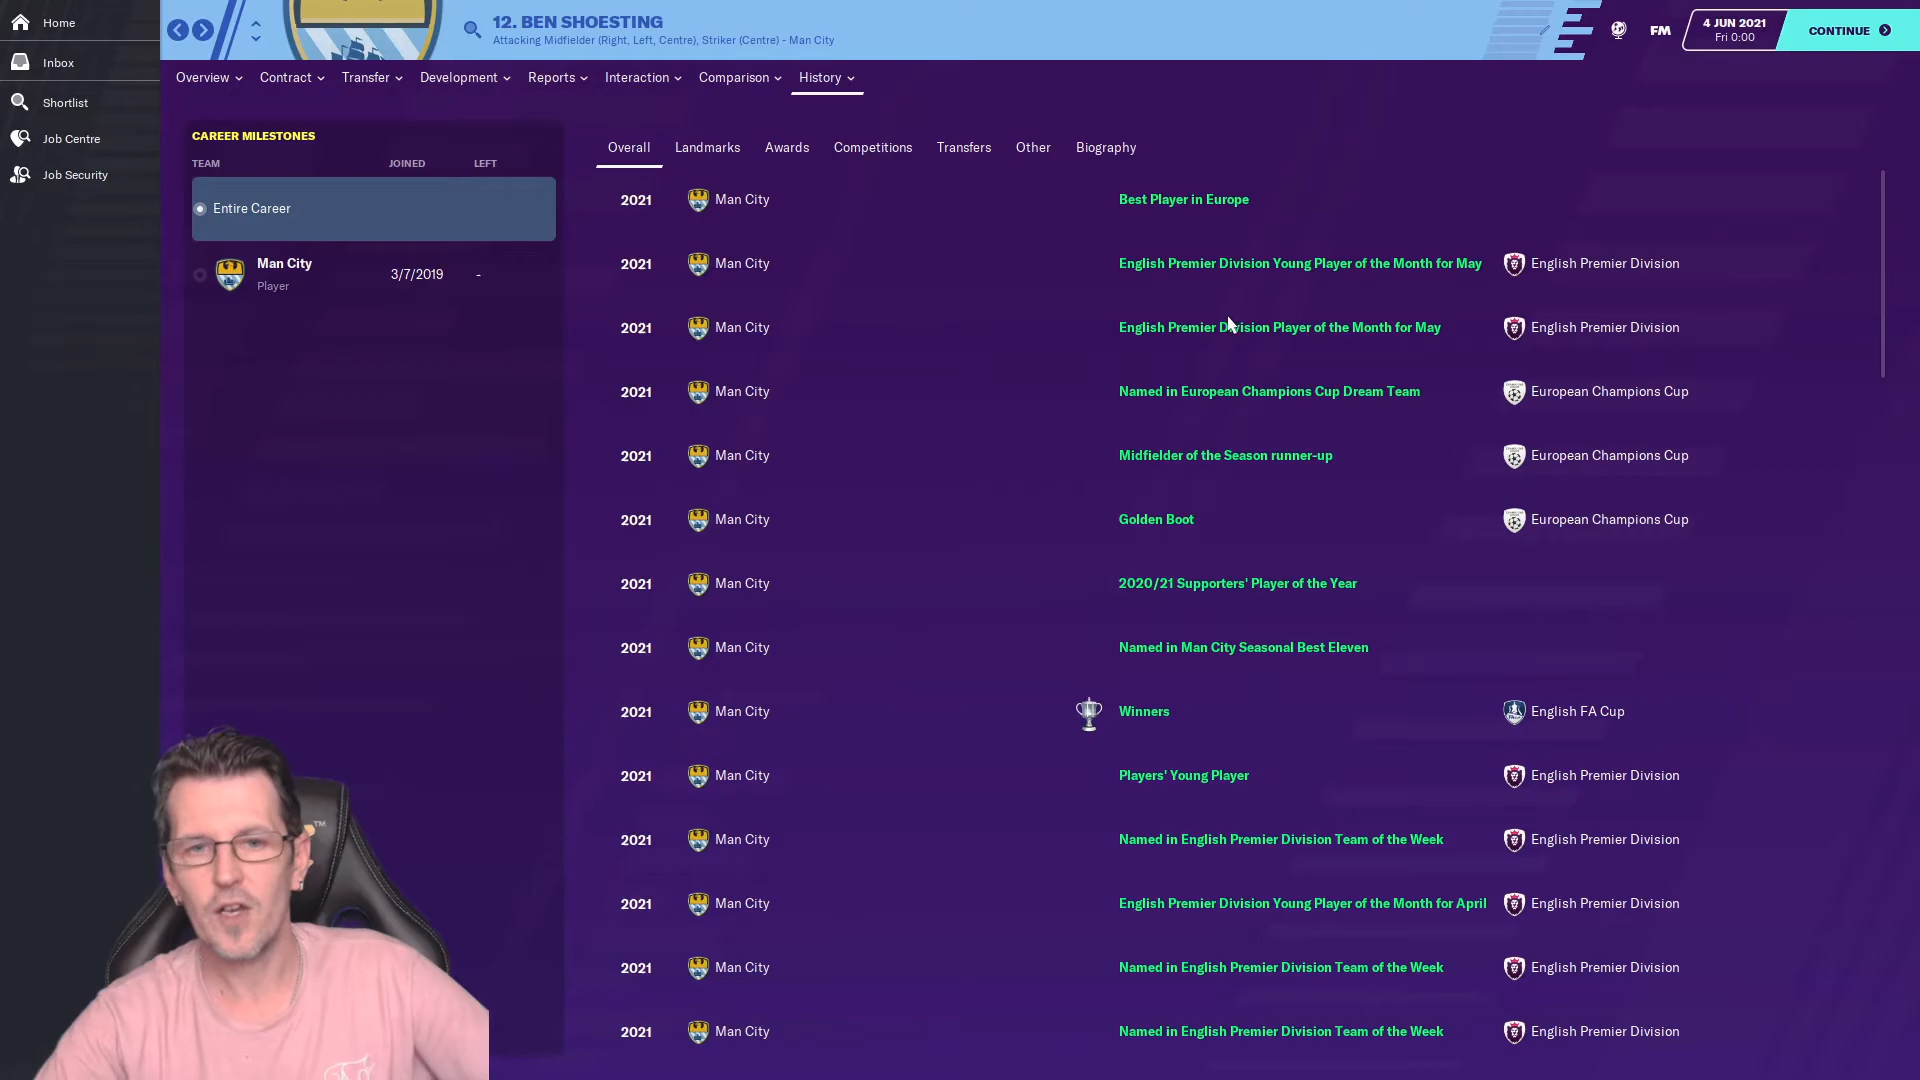 Home
Inbox
Shortlist
Job Centre
Job Security
12. BEN SHOESTING
Attacking Midfielder (Right, Left, Centre), Striker (Centre) - Man City
FM
4 JUN 2021
Fri 0:00
CONTINUE
Overview Contract Transfer Development Reports Interaction Comparison History
CAREER MILESTONES
TEAM JOINED LEFT
Entire Career
Man City
Player
3/7/2019 -
Overall Landmarks Awards Competitions Transfers Other Biography
2021 Man City Best Player in Europe
2021 Man City English Premier Division Young Player of the Month for May English Premier Division
2021 Man City English Premier Division Player of the Month for May English Premier Division
2021 Man City Named in European Champions Cup Dream Team European Champions Cup
2021 Man City Midfielder of the Season runner-up European Champions Cup
2021 Man City Golden Boot European Champions Cup
2021 Man City 2020/21 Supporters' Player of the Year
2021 Man City Named in Man City Seasonal Best Eleven
2021 Man City Winners English FA Cup
2021 Man City Players' Young Player English Premier Division
2021 Man City Named in English Premier Division Team of the Week English Premier Division
2021 Man City English Premier Division Young Player of the Month for April English Premier Division
2021 Man City Named in English Premier Division Team of the Week English Premier Division
2021 Man City Named in English Premier Division Team of the Week English Premier Division